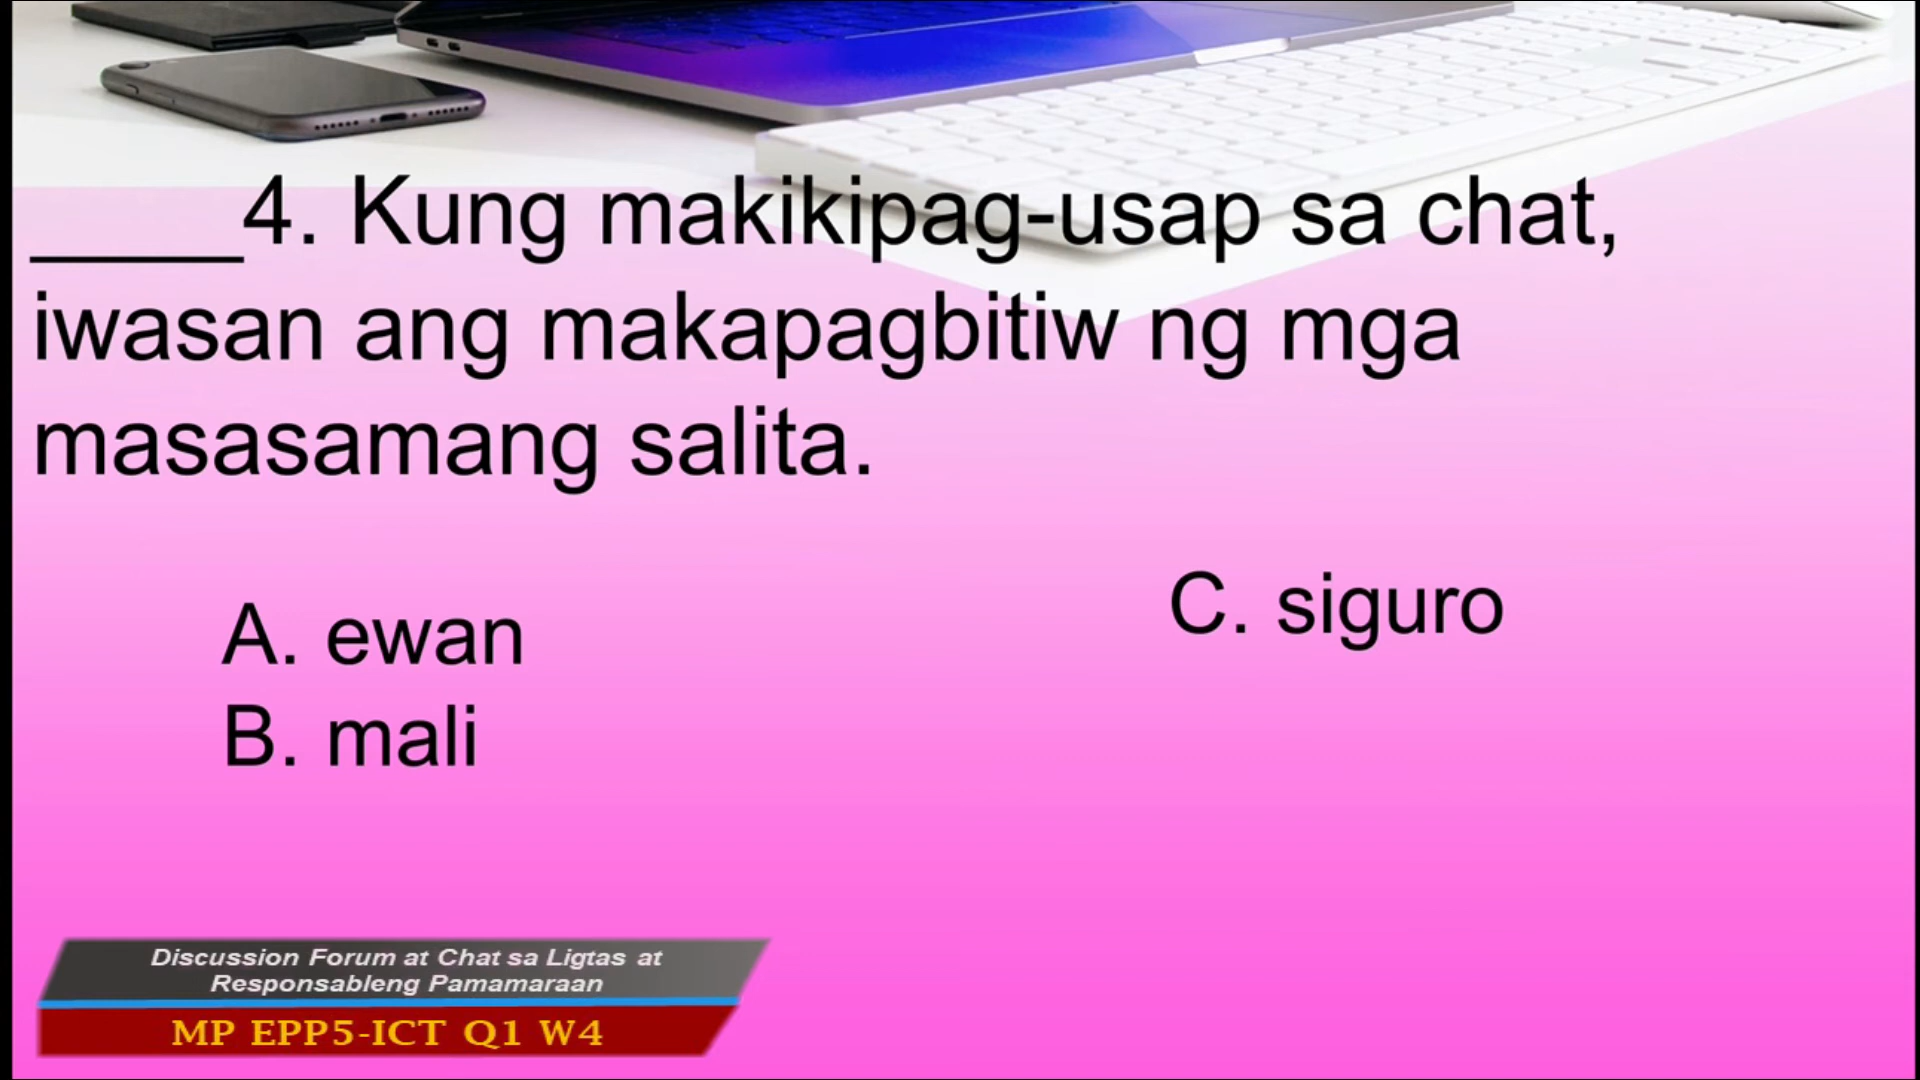 _____4. Kung makikipag-usap sa chat,
iwasan ang makapagbitiw ng mga
masasamang salita.
A. ewan
B. mali
C. siguro
Discussion Forum at Chat sa Ligtas at
Responsableng Pamamaraan
MP EPP5-ICT Q1 W4